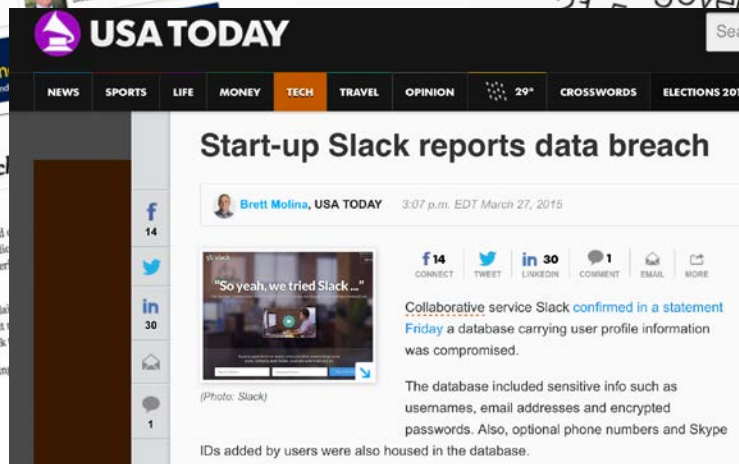 USA TODAY
NEWS SPORTS LIFE MONEY TECH TRAVEL OPINION 29° CROSSWORDS
Start-up Slack reports data breach
Brett Molina, USA TODAY 3:07 p.m. EDT March 27, 2015
14
30
1
14 30 1
CONNECT TWEET LINKEDIN COMMENT EMAIL MORE
slack
"So yeah, we tried Slack ..."
(Photo: Slack)
Collaborative service Slack confirmed in a statement
Friday a database carrying user profile information
was compromised.
The database included sensitive info such as
usernames, email addresses and encrypted
passwords. Also, optional phone numbers and Skype
IDs added by users were also housed in the database.